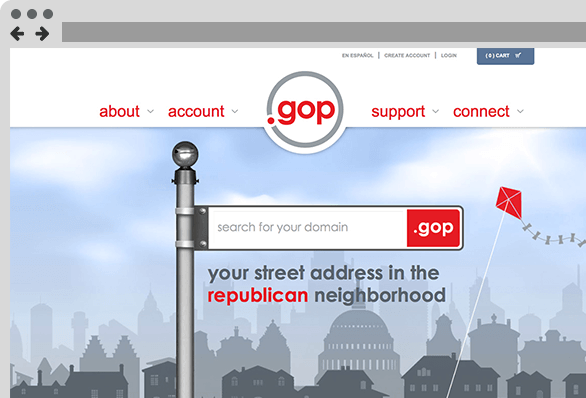 EN ESPAÑOL | CREATE ACCOUNT | LOGIN
( 0 ) CART
about account .gop support connect
search for your domain .gop
your street address in the
republican neighborhood